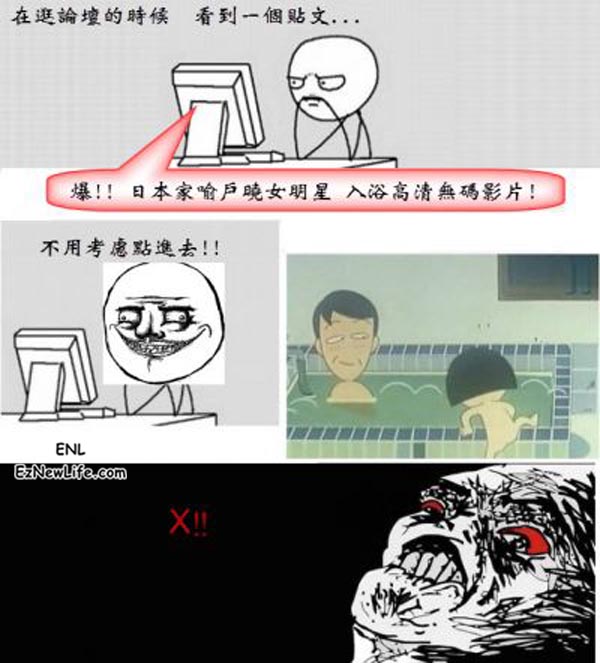 在逛論壇的時候 看到一個貼文...
爆!! 日本家喻戶曉女明星 入浴高清無碼影片!
不用考慮點進去!!
ENL
EzNewLife.com
X!!